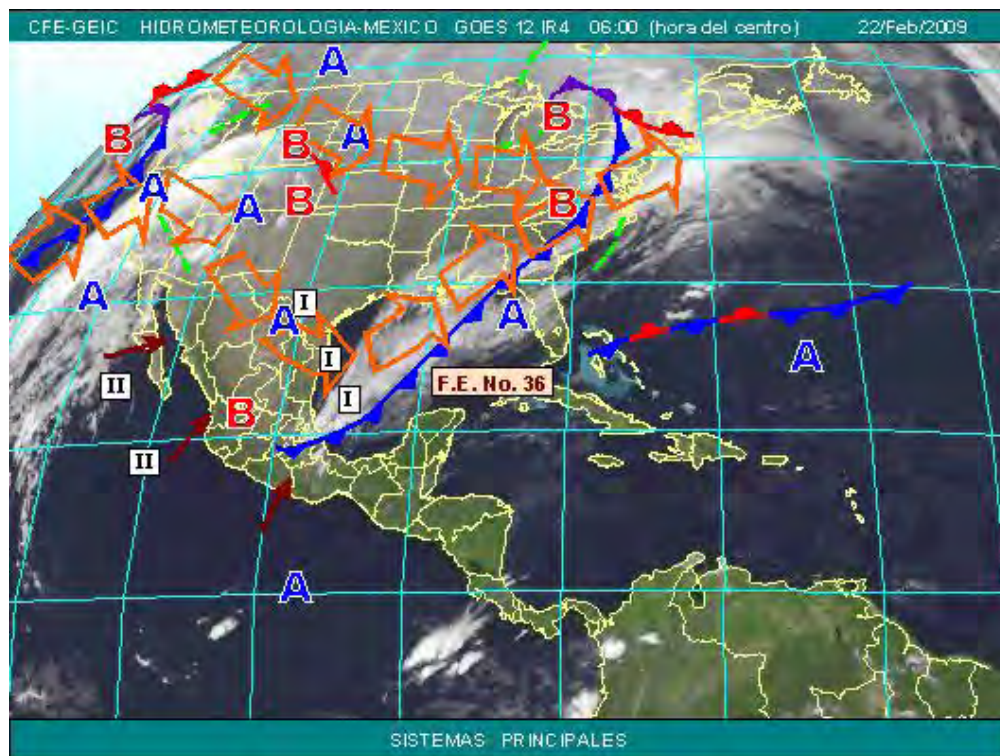 CFE-GEIC HIDROMETEOROLOGIA-MEXICO GOES 12 IR4 06:00 (hora del centro) 22/Feb/2009
A
B
A
B
B
A
B
A
B
A
A
I
A
A
I
A
II
F.E. No. 36
I
B
II
A
SISTEMAS PRINCIPALES